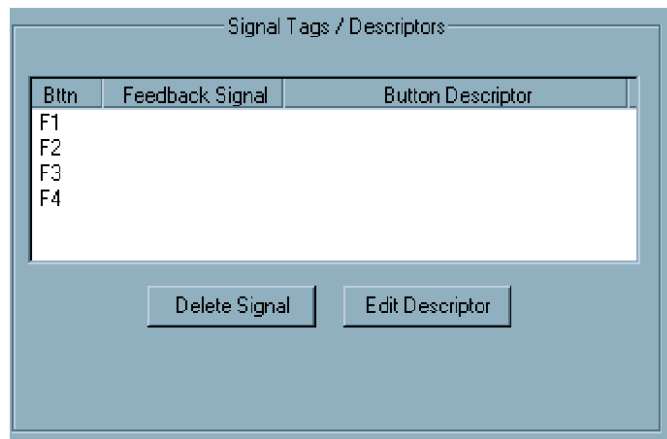 Signal Tags / Descriptors
Bttn Feedback Signal Button Descriptor
F1
F2
F3
F4
Delete Signal Edit Descriptor